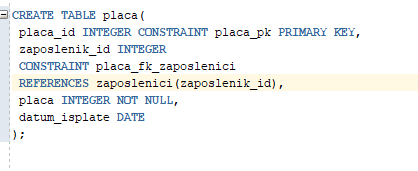 CREATE TABLE placa(
placa_id INTEGER CONSTRAINT placa_pk PRIMARY KEY,
zaposlenik_id INTEGER
CONSTRAINT placa_fk_zaposlenici
REFERENCES zaposlenici(zaposlenik_id),
placa INTEGER NOT NULL,
datum_isplate DATE
);